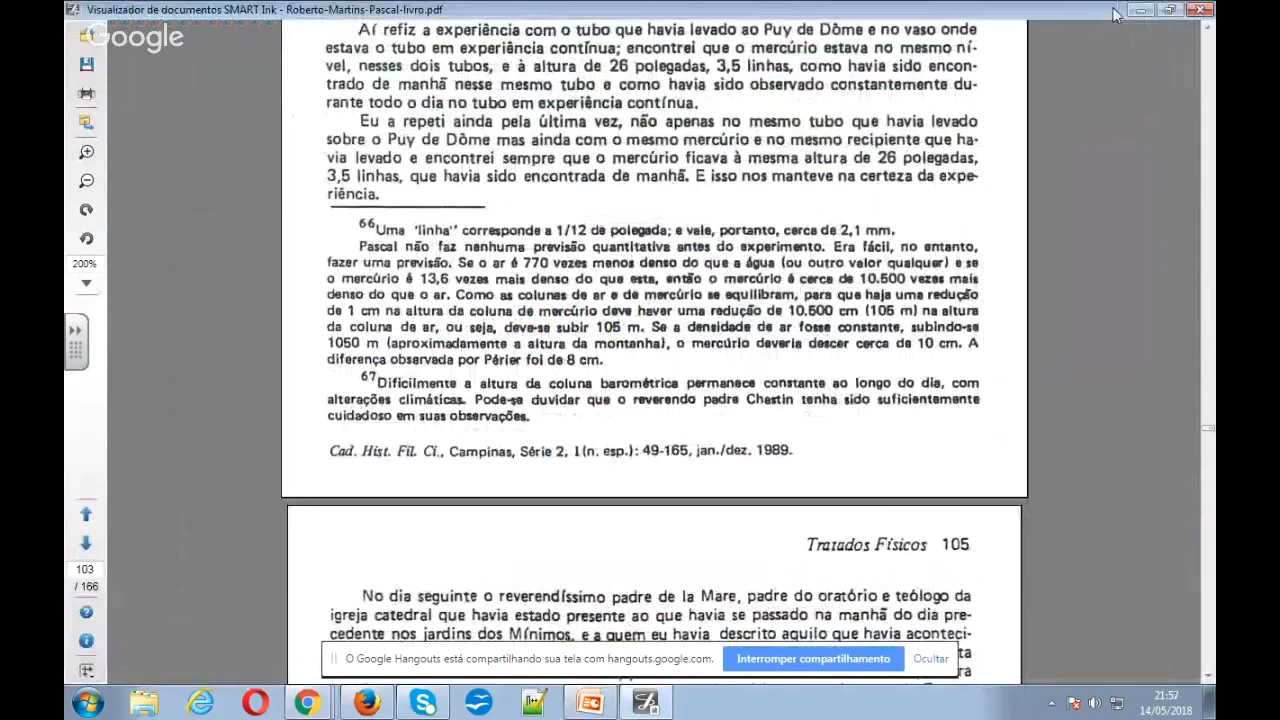 Visualizador de documentos SMART Ink - Roberto-Martins-Pascal-livro.pdf
Google
Aí refiz a experiência com o tubo que havia levado ao Puy de Dôme e no vaso onde
estava o tubo em experiência contínua; encontrei que o mercúrio estava no mesmo ní-
vel, nesses dois tubos, e à altura de 26 polegadas, 3,5 linhas, como havia sido encon-
trado de manhã nesse mesmo tubo e como havia sido observado constantemente du-
rante todo o dia no tubo em experiência contínua.
Eu a repeti ainda pela última vez, não apenas no mesmo tubo que havia levado
sobre o Puy de Dôme mas ainda com o mesmo mercúrio e no mesmo recipiente que ha-
via levado e encontrei sempre que o mercúrio ficava à mesma altura de 26 polegadas,
3,5 linhas, que havia sido encontrada de manhã. E isso nos manteve na certeza da expe-
riência.
66Uma 'linha'' corresponde a 1/12 de polegada; e vale, portanto, cerca de 2,1 mm.
Pascal não faz nenhuma previsão quantitativa antes do experimento. Era fácil, no entanto,
fazer uma previsão. Se o ar é 770 vezes menos denso do que a água (ou outro valor qualquer) e se
o mercúrio é 13,6 vezes mais denso do que esta, então o mercúrio é cerca de 10.500 vezes mais
denso do que o ar. Como as colunas de ar e de mercúrio se equilibram, para que haja uma redução
de 1 cm na altura da coluna de mercúrio deve haver uma redução de 10.500 cm (105 m) na altura
da coluna de ar, ou seja, deve-se subir 105 m. Se a densidade de ar fosse constante, subindo-se
1050 m (aproximadamente a altura da montanha), o mercúrio deveria descer cerca de 10 cm. A
diferença observada por Périer foi de 8 cm.
67Dificilmente a altura da coluna barométrica permanece constante ao longo do dia, com
alterações climáticas. Pode-se duvidar que o reverendo padre Chastin tenha sido suficientemente
cuidadoso em suas observações.
Cad. Hist. Fil. Ci., Campinas, Série 2, 1(n. esp.): 49-165, jan./dez. 1989.
200%
103
/ 166
Tratados Físicos 105
No dia seguinte o reverendíssimo padre de la Mare, padre do oratório e teólogo da
igreja catedral que havia estado presente ao que havia se passado na manhã do dia pre-
cedente nos jardins dos Mínimos, e a quem eu havia descrito aquilo que havia aconteci-
O Google Hangouts está compartilhando sua tela com hangouts.google.com.
Interromper compartilhamento
Ocultar
21:57
14/05/2018